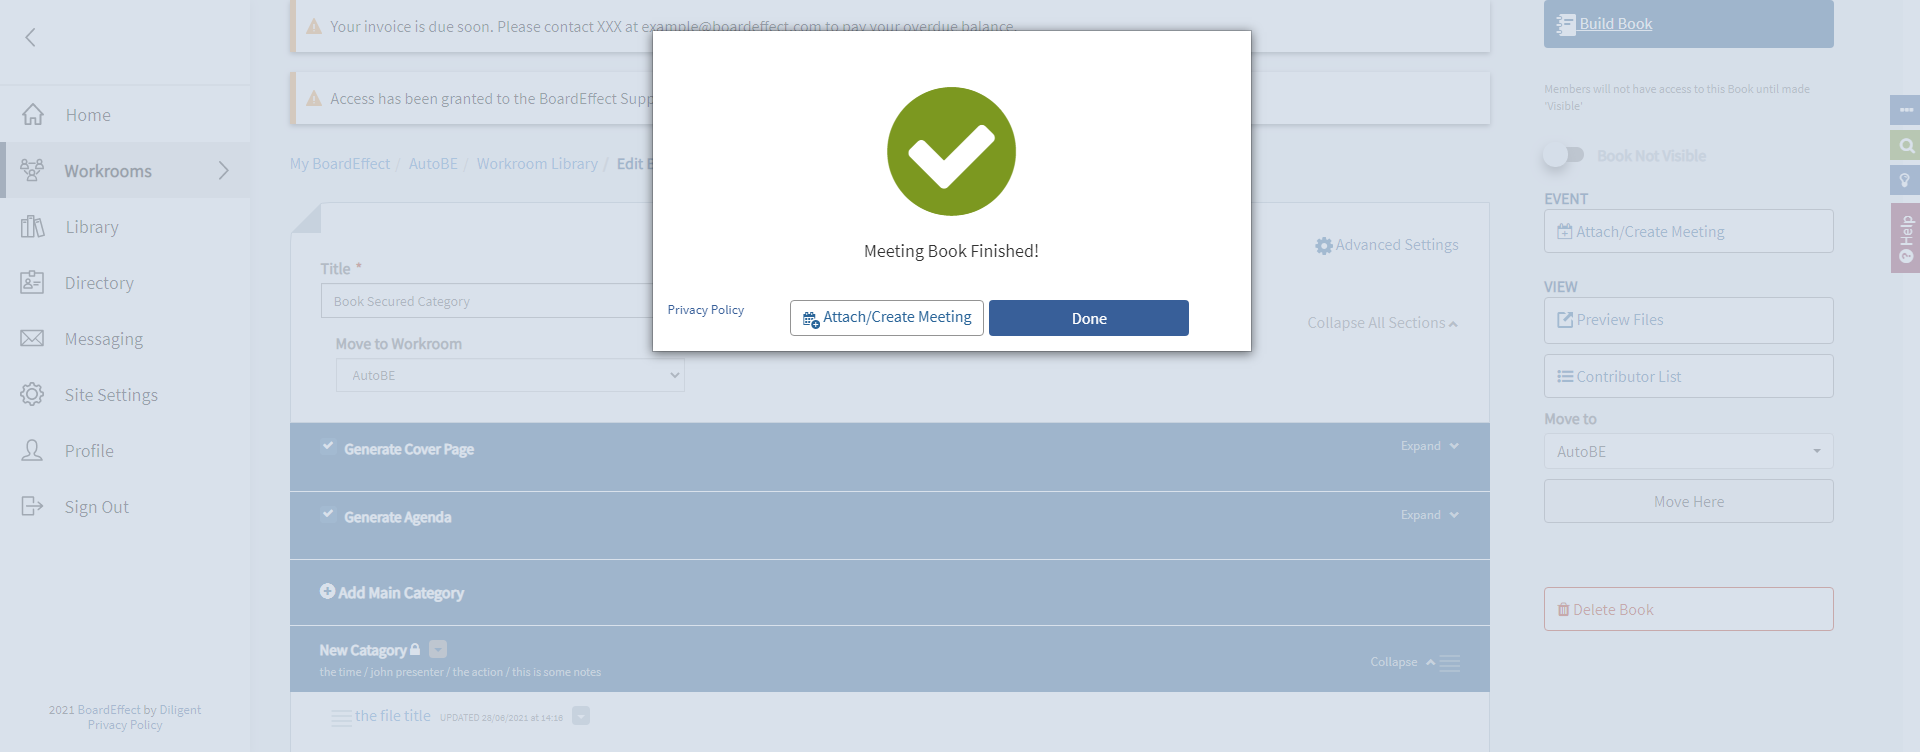 Your invoice is due soon. Please contact XXX at example@boardeffect.com to pay your overdue balance.
Access has been granted to the BoardEffect Supp
My BoardEffect / AutoBE / Workroom Library / Edit
Home
Workrooms
Library
Directory
Messaging
Site Settings
Profile
Sign Out
2021 BoardEffect by Diligent
Privacy Policy
Meeting Book Finished!
Privacy Policy
Attach/Create Meeting
Done
Title *
Book Secured Category
Move to Workroom
AutoBE
Advanced Settings
Collapse All Sections
Generate Cover Page
Expand
Generate Agenda
Expand
Add Main Category
New Catagory
the time / john presenter / the action / this is some notes
Collapse
the file title UPDATED 28/06/2021 at 14:16
Build Book
Members will not have access to this Book until made
'Visible'
Book Not Visible
EVENT
Attach/Create Meeting
VIEW
Preview Files
Contributor List
Move to
AutoBE
Move Here
Delete Book
Help